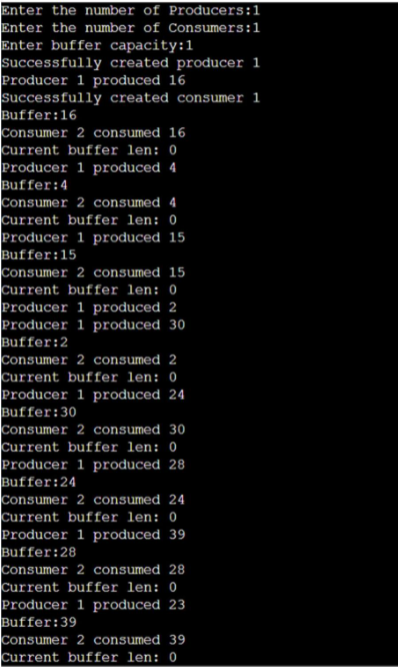 Enter the number of Producers:1
Enter the number of Consumers:1
Enter buffer capacity:1
Successfully created producer 1
Producer 1 produced 16
Successfully created consumer 1
Buffer:16
Consumer 2 consumed 16
Current buffer len: 0
Producer 1 produced 4
Buffer:4
Consumer 2 consumed 4
Current buffer len: 0
Producer 1 produced 15
Buffer:15
Consumer 2 consumed 15
Current buffer len: 0
Producer 1 produced 2
Producer 1 produced 30
Buffer:2
Consumer 2 consumed 2
Current buffer len: 0
Producer 1 produced 24
Buffer:30
Consumer 2 consumed 30
Current buffer len: 0
Producer 1 produced 28
Buffer:24
Consumer 2 consumed 24
Current buffer len: 0
Producer 1 produced 39
Buffer:28
Consumer 2 consumed 28
Current buffer len: 0
Producer 1 produced 23
Buffer:39
Consumer 2 consumed 39
Current buffer len: 0